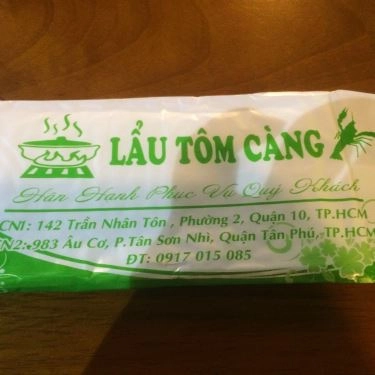 LẨU TÔM CÀNG
Hân Hạnh Phục Vụ Quý Khách
CN1: 142 Trần Nhân Tôn , Phường 2, Quận 10, TP.HCM
CN2: 983 Âu Cơ, P.Tân Sơn Nhì, Quận Tân Phú, TP.HCM
ĐT: 0917 015 085